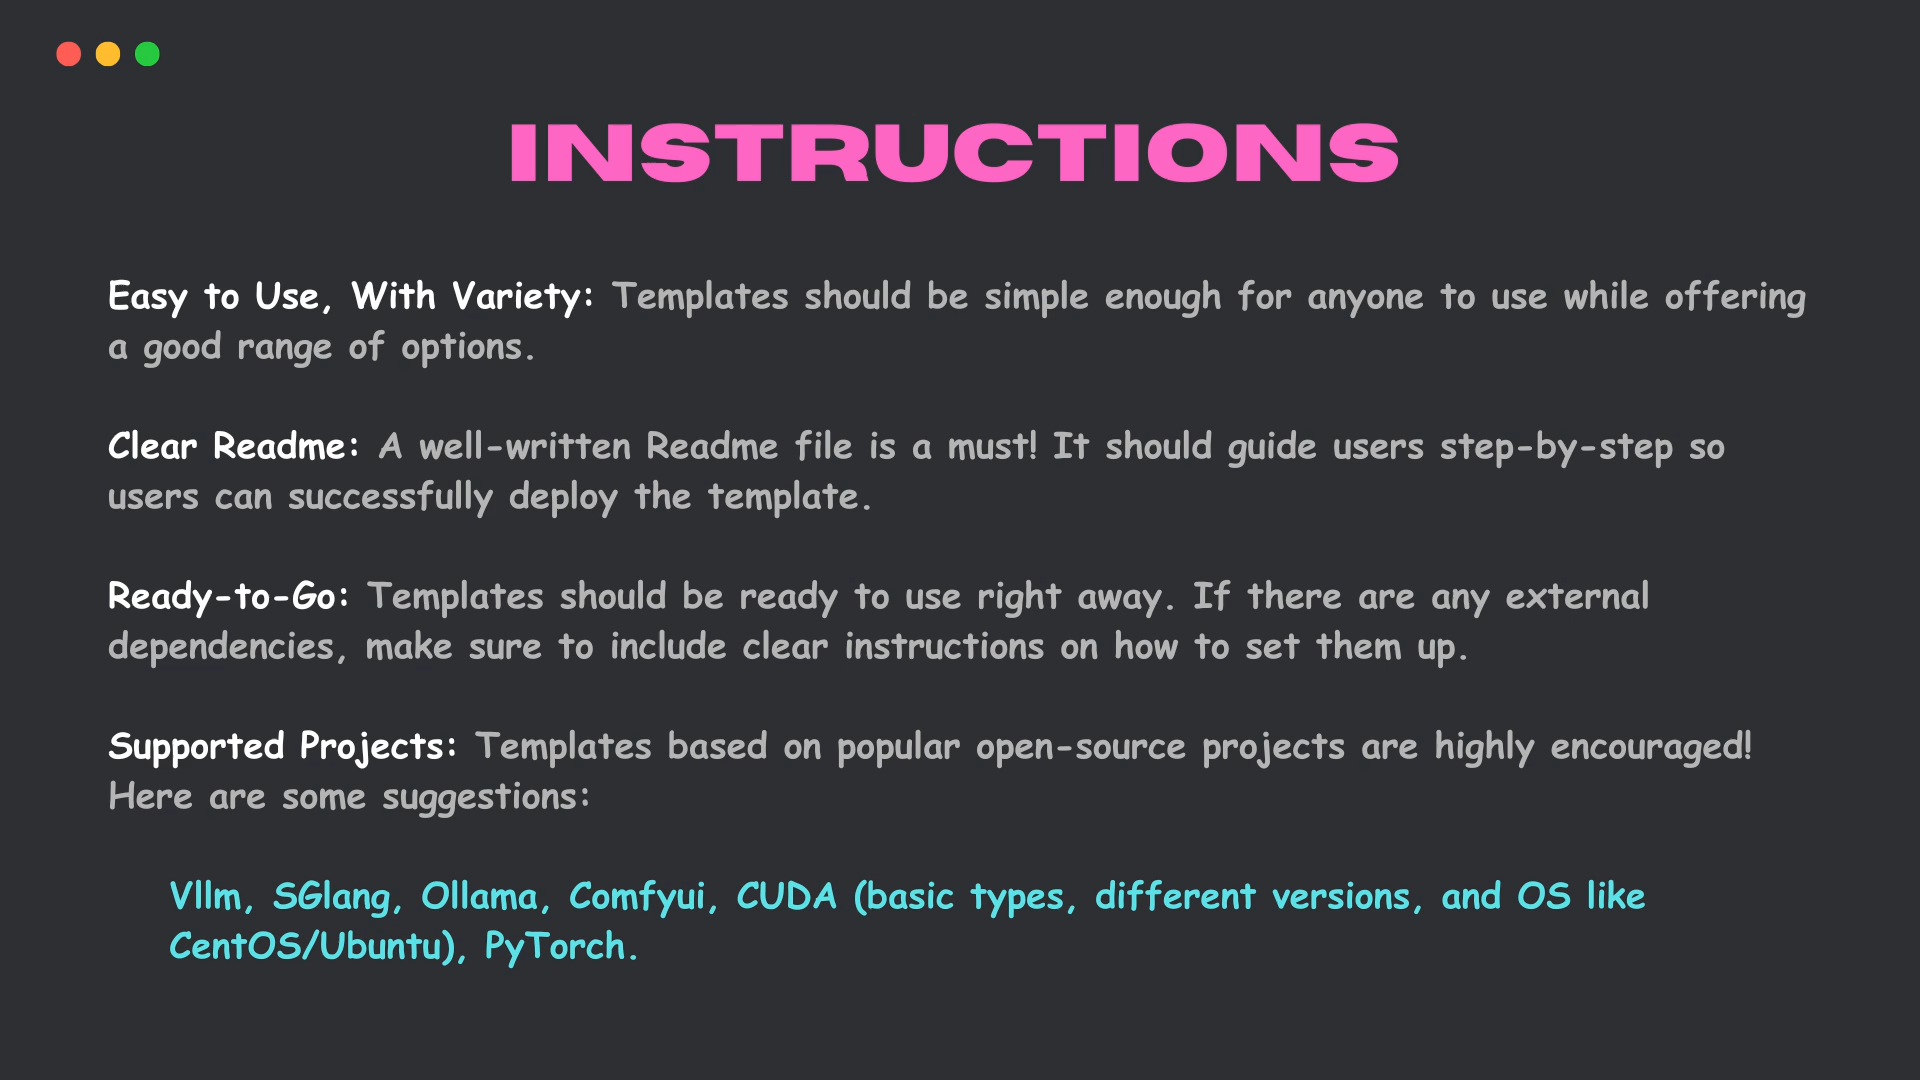 INSTRUCTIONS
Easy to Use, With Variety: Templates should be simple enough for anyone to use while offering
a good range of options.
Clear Readme: A well-written Readme file is a must! It should guide users step-by-step so
users can successfully deploy the template.
Ready-to-Go: Templates should be ready to use right away. If there are any external
dependencies, make sure to include clear instructions on how to set them up.
Supported Projects: Templates based on popular open-source projects are highly encouraged!
Here are some suggestions:
Vllm, SGlang, Ollama, Comfyui, CUDA (basic types, different versions, and OS like
CentOS/Ubuntu), PyTorch.